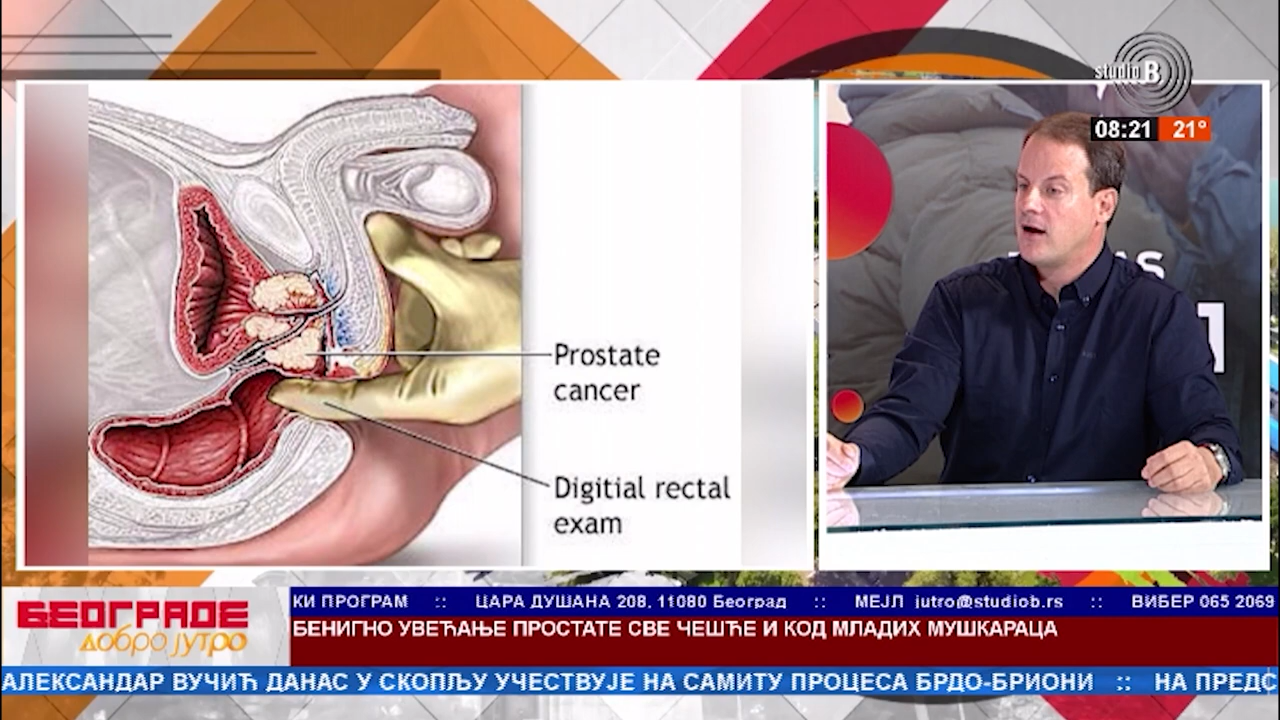 studio B
08:21 21°
Prostate
cancer
Digitial rectal
exam
БЕОГРАДЕ
добро јутро
КИ ПРОГРАМ :: ЦАРА ДУШАНА 208, 11080 Београд :: МЕЈЛ jutro@studiob.rs :: ВИБЕР 065 2069
БЕНИГНО УВЕЋАЊЕ ПРОСТАТЕ СВЕ ЧЕШЋЕ И КОД МЛАДИХ МУШКАРАЦА
АЛЕКСАНДАР ВУЧИЋ ДАНАС У СКОПЉУ УЧЕСТВУЈЕ НА САМИТУ ПРОЦЕСА БРДО-БРИОНИ :: НА ПРЕДС